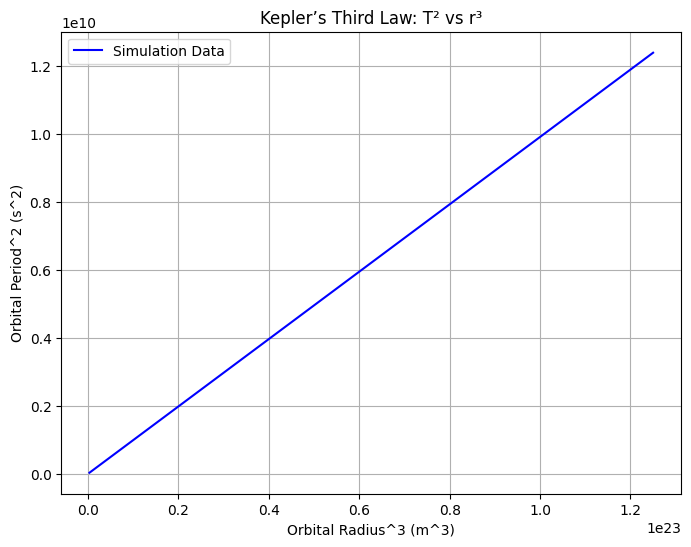 Kepler’s Third Law: T² vs r³
1e10
Simulation Data
1.2
1.0
0.8
0.6
0.4
0.2
0.0
Orbital Period^2 (s^2)
0.0 0.2 0.4 0.6 0.8 1.0 1.2
1e23
Orbital Radius^3 (m^3)